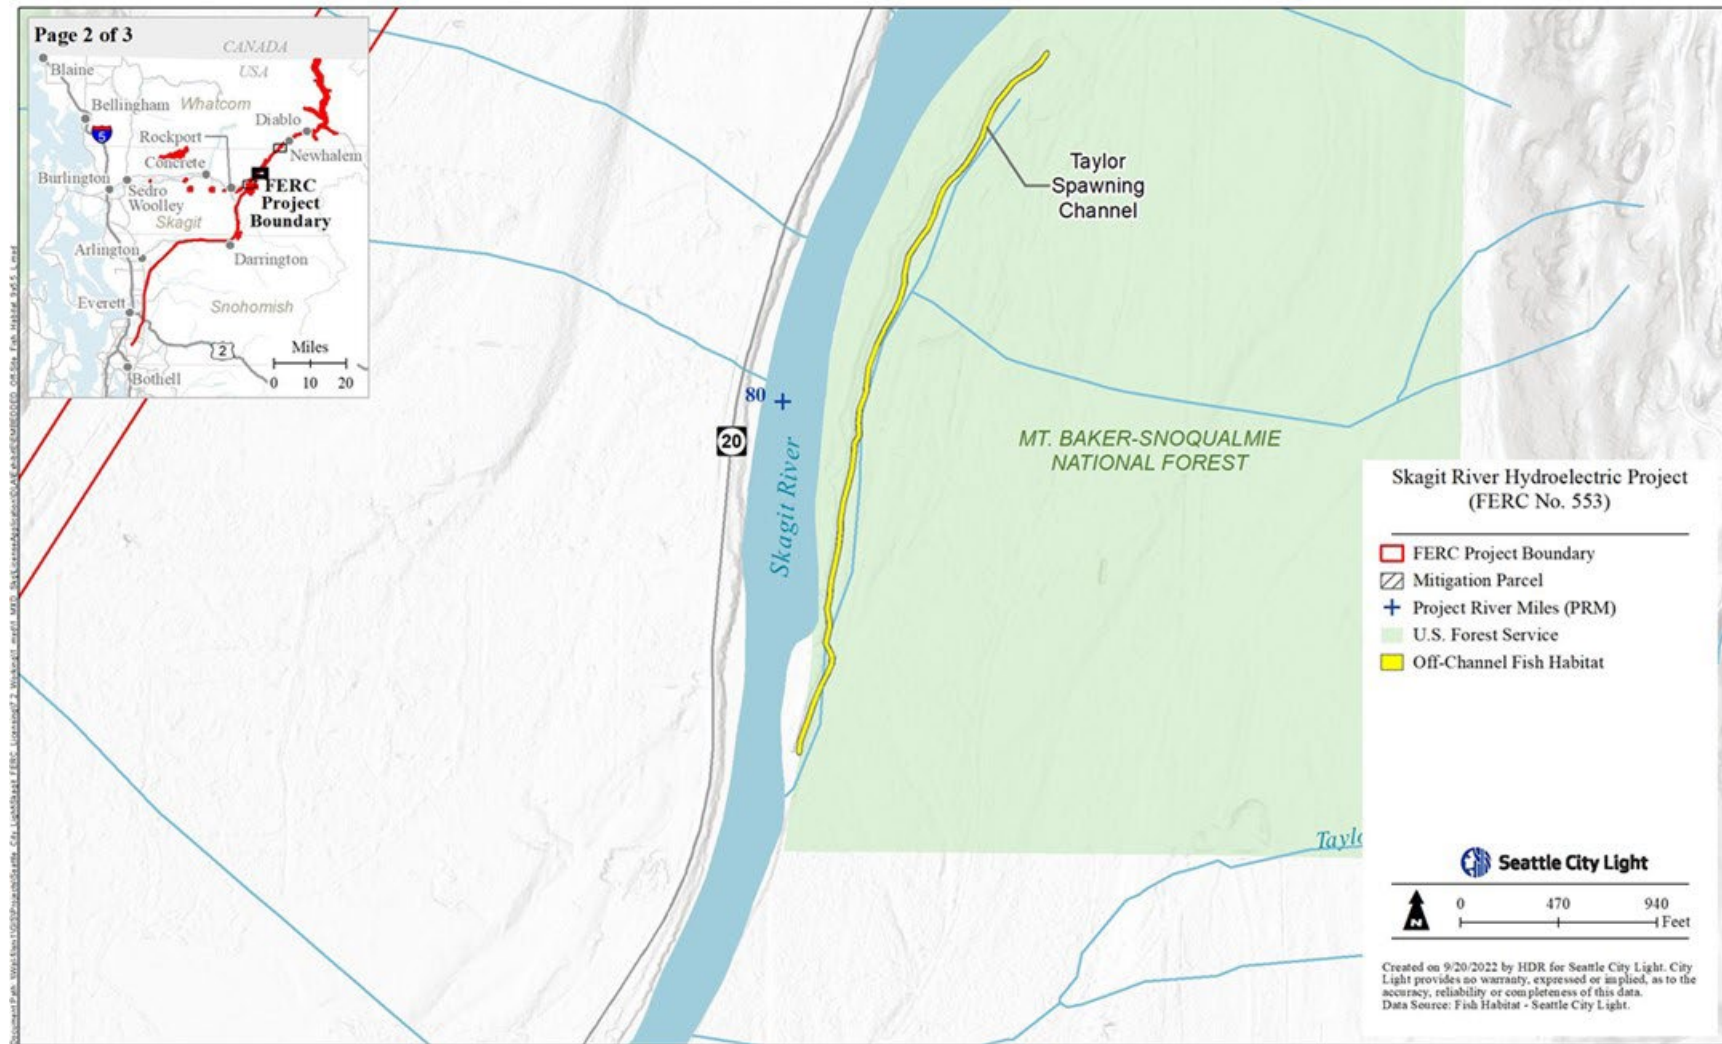 Page 2 of 3
CANADA
USA
Blaine
Bellingham
Whatcom
5
Diablo
Rockport
Newhalem
Concrete
Burlington
Sedro
Woolley
FERC
Project
Boundary
Skagit
Arlington
Darrington
Everett
Snohomish
2
Miles
0 10 20
Bothell
Taylor
Spawning
Channel
80
20
Skagit River
MT. BAKER-SNOQUALMIE
NATIONAL FOREST
Skagit River Hydroelectric Project
(FERC No. 553)
FERC Project Boundary
Mitigation Parcel
Project River Miles (PRM)
U.S. Forest Service
Off-Channel Fish Habitat
Seattle City Light
N
0 470 940
Feet
Created on 9/20/2022 by HDR for Seattle City Light. City
Light provides no warranty, expressed or implied, as to the
accuracy, reliability or completeness of this data.
Data Source: Fish Habitat - Seattle City Light.